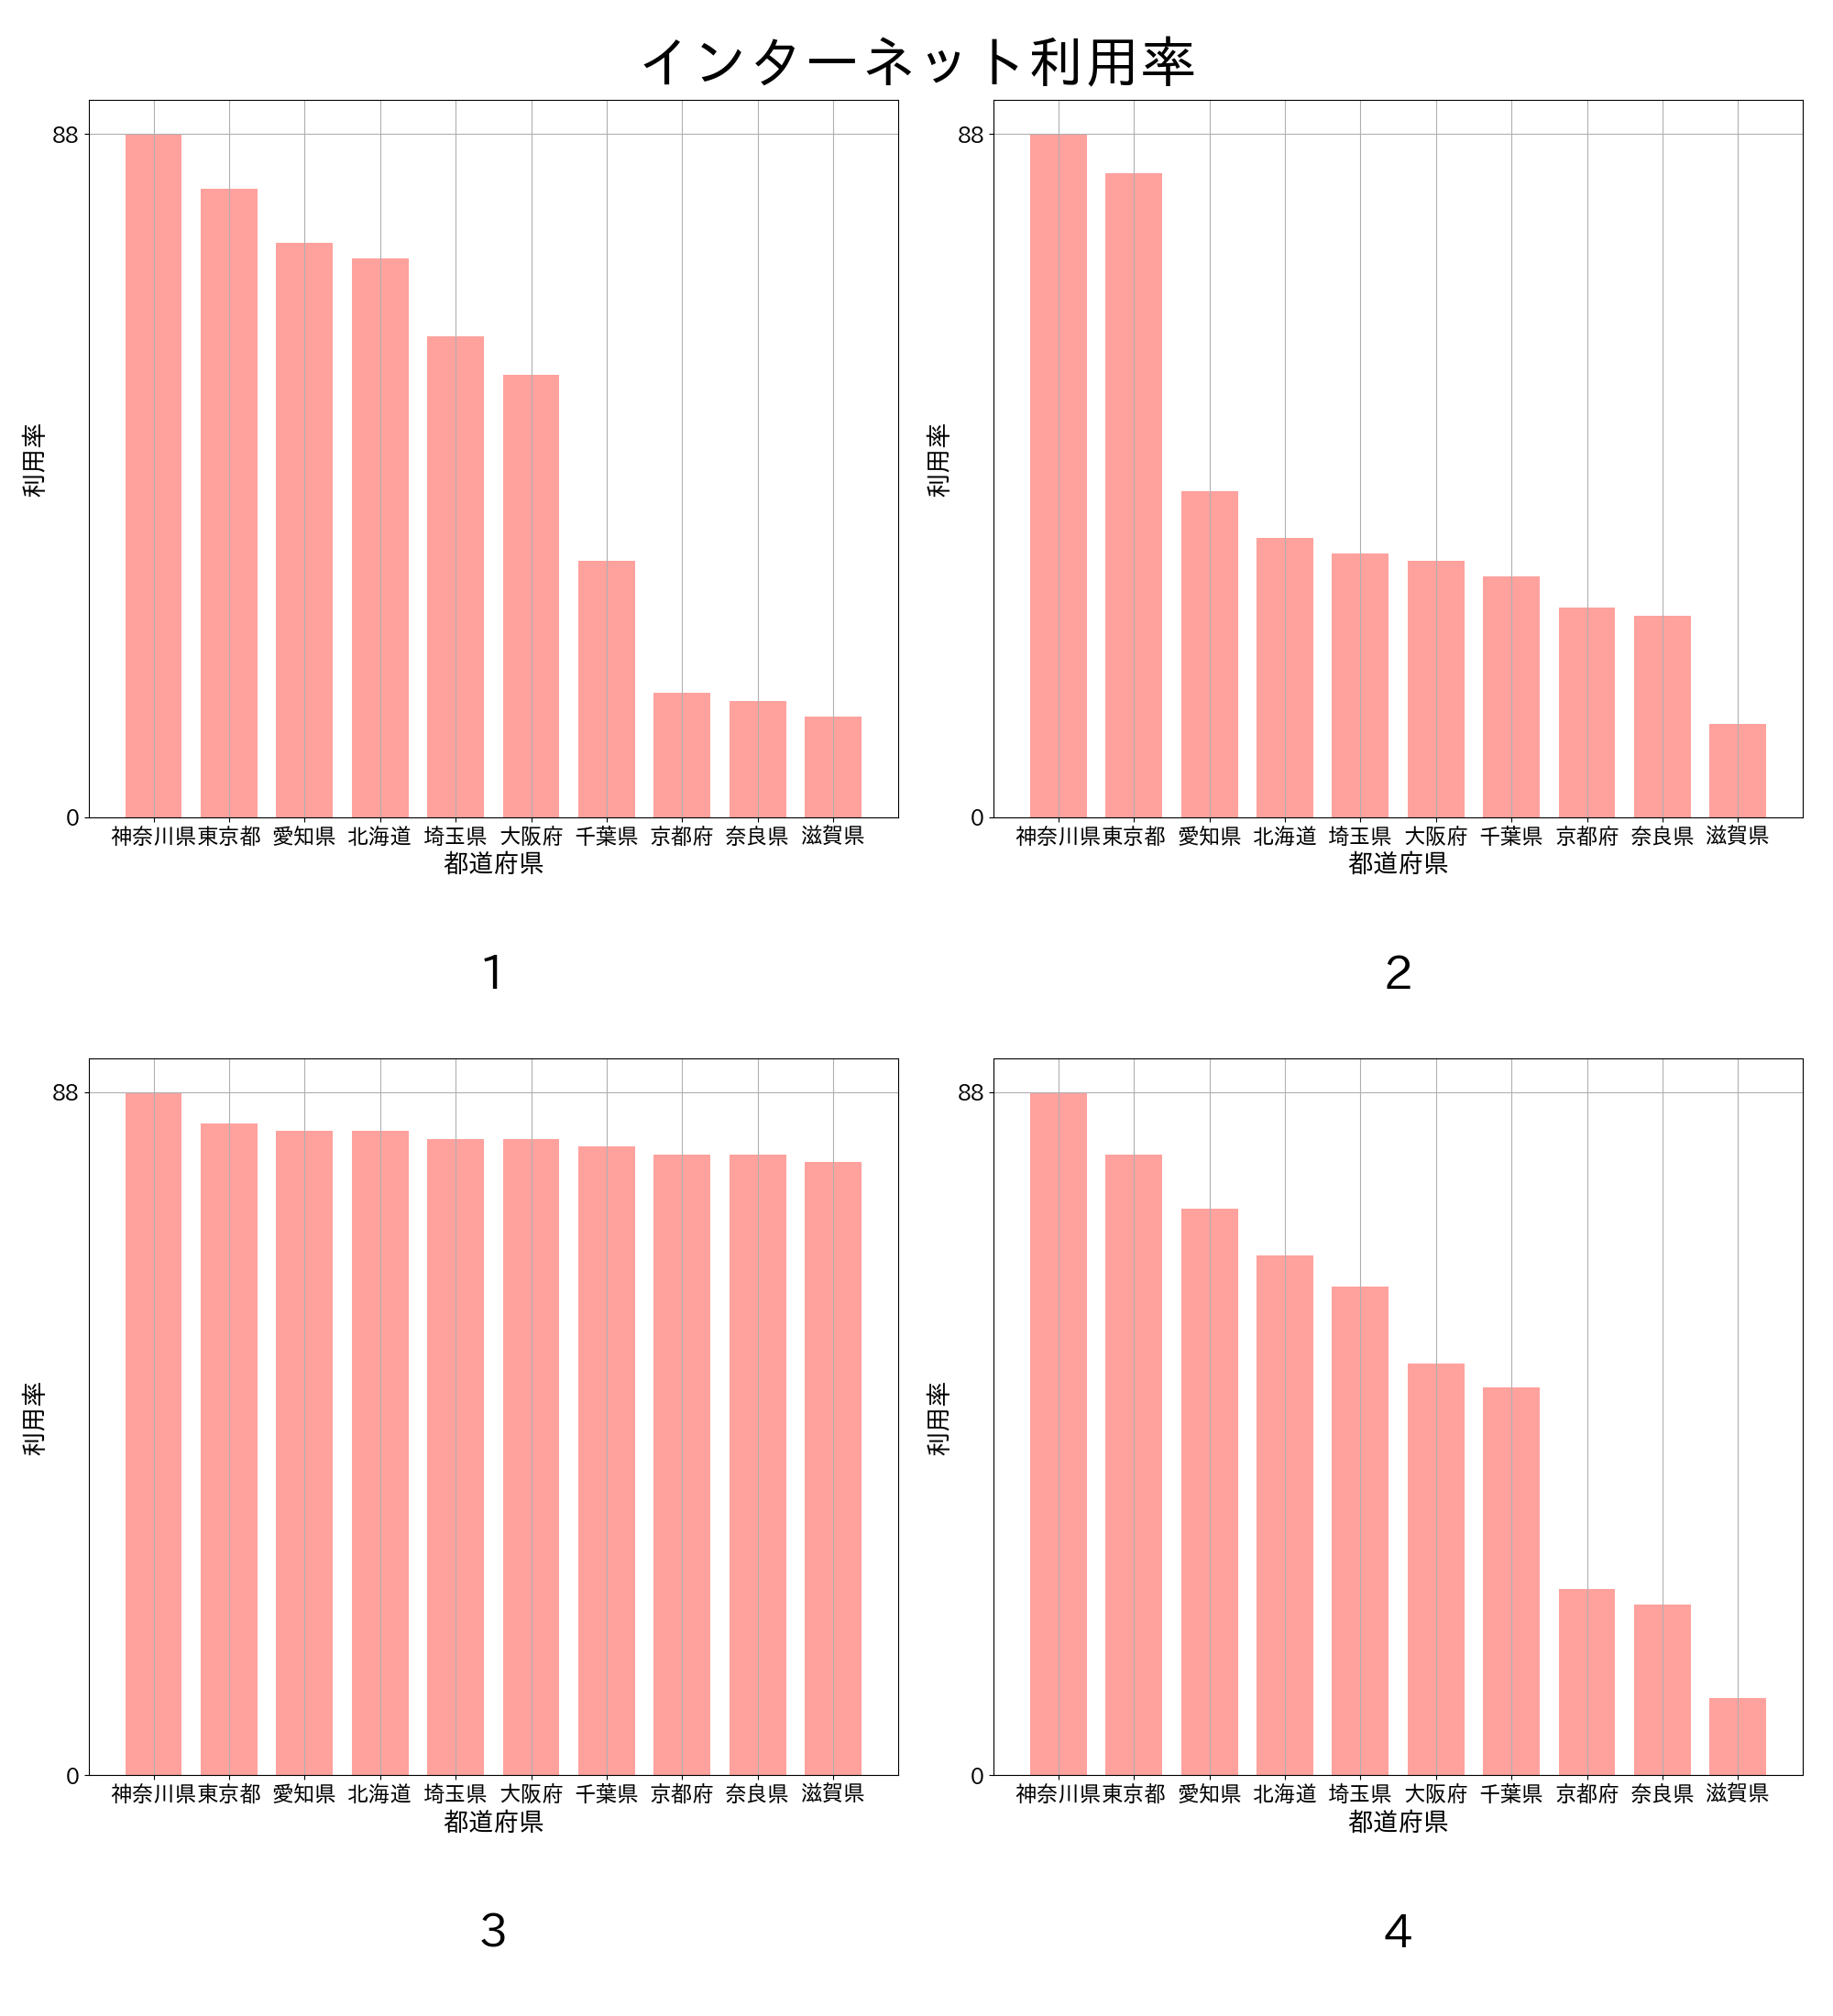 インターネット利用率
88
0
利用率
神奈川県 東京都 愛知県 北海道 埼玉県 大阪府 千葉県 京都府 奈良県 滋賀県
都道府県
1
88
0
利用率
神奈川県 東京都 愛知県 北海道 埼玉県 大阪府 千葉県 京都府 奈良県 滋賀県
都道府県
2
88
0
利用率
神奈川県 東京都 愛知県 北海道 埼玉県 大阪府 千葉県 京都府 奈良県 滋賀県
都道府県
3
88
0
利用率
神奈川県 東京都 愛知県 北海道 埼玉県 大阪府 千葉県 京都府 奈良県 滋賀県
都道府県
4